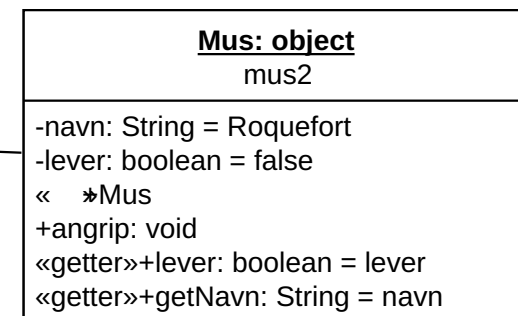 Mus: object
mus2
-navn: String = Roquefort
-lever: boolean = false
« »+Mus
+angrip: void
«getter»+lever: boolean = lever
«getter»+getNavn: String = navn